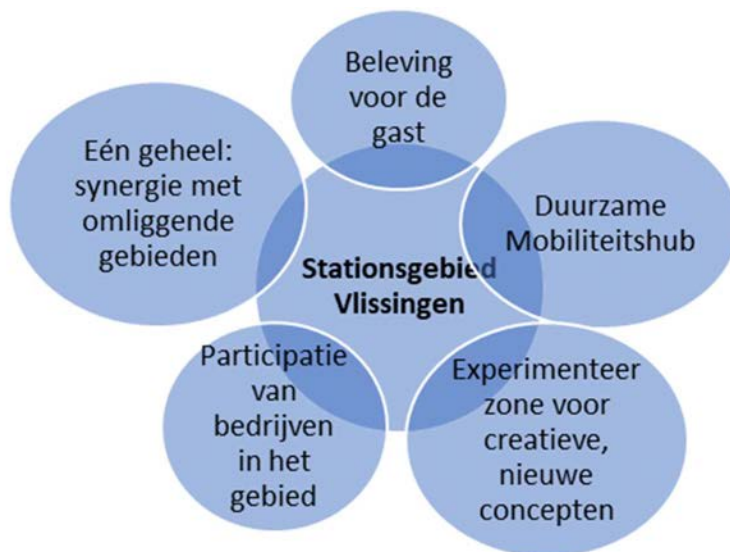 Beleving
voor de
gast
Eén geheel:
synergie met
omliggende
gebieden
Duurzame
Mobiliteitshub
Stationsgebied
Vlissingen
Participatie
van
bedrijven
in het
gebied
Experimenteer
zone voor
creatieve,
nieuwe
concepten